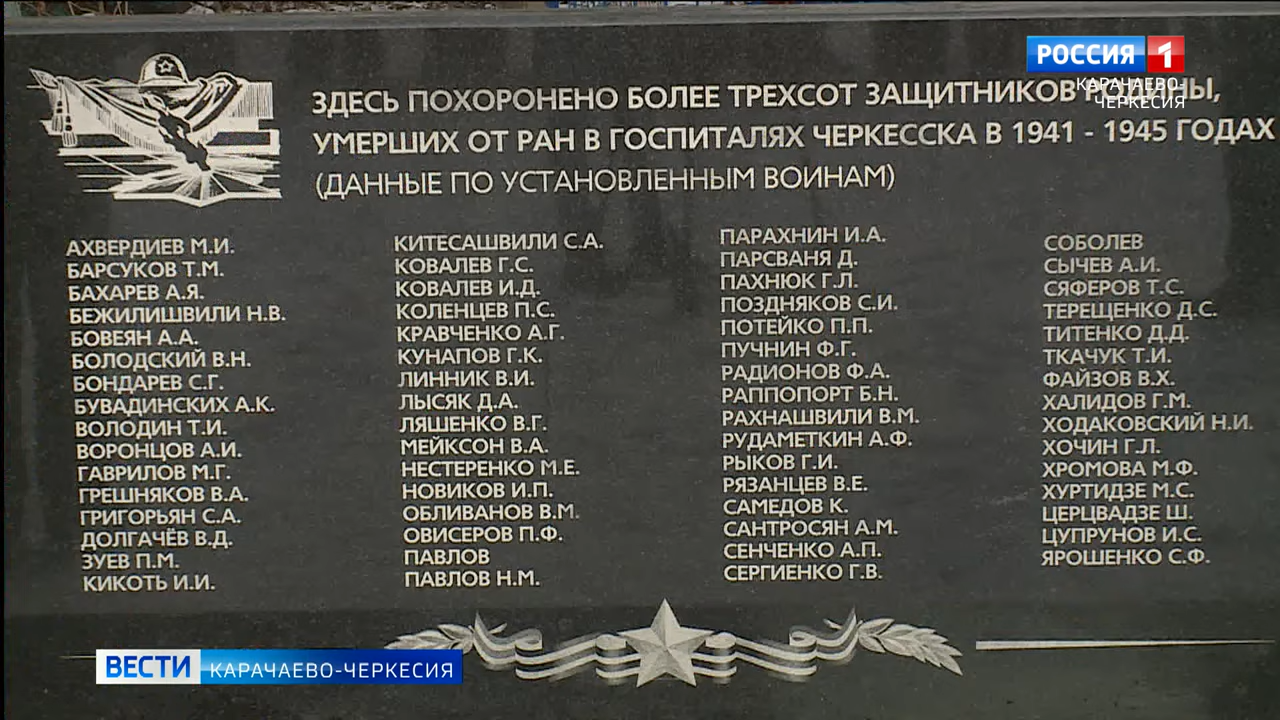 РОССИЯ 1
КАРАЧАЕВО-
ЧЕРКЕСИЯ
ЗДЕСЬ ПОХОРОНЕНО БОЛЕЕ ТРЕХСОТ ЗАЩИТНИКОВ
УМЕРШИХ ОТ РАН В ГОСПИТАЛЯХ ЧЕРКЕССКА В 1941 - 1945 ГОДАХ
(ДАННЫЕ ПО УСТАНОВЛЕННЫМ ВОИНАМ)
АХВЕРДИЕВ М.И.
БАРСУКОВ Т.М.
БАХАРЕВ А.Я.
БЕЖИЛИШВИЛИ Н.В.
БОВЕЯН А.А.
БОЛОДСКИЙ В.Н.
БОНДАРЕВ С.Г.
БУВАДИНСКИХ А.К.
ВОЛОДИН Т.И.
ВОРОНЦОВ А.И.
ГАВРИЛОВ М.Г.
ГРЕШНЯКОВ В.А.
ГРИГОРЬЯН С.А.
ДОЛГАЧЁВ В.Д.
ЗУЕВ П.М.
КИКОТЬ И.И.
КИТЕСАШВИЛИ С.А.
КОВАЛЕВ Г.С.
КОВАЛЕВ И.Д.
КОЛЕНЦЕВ П.С.
КРАВЧЕНКО А.Г.
КУНАПОВ Г.К.
ЛИННИК В.И.
ЛЫСЯК Д.А.
ЛЯШЕНКО В.Г.
МЕЙКСОН В.А.
НЕСТЕРЕНКО М.Е.
НОВИКОВ И.П.
ОБЛИВАНОВ В.М.
ОВИСЕРОВ П.Ф.
ПАВЛОВ
ПАВЛОВ Н.М.
ПАРАХНИН И.А.
ПАРСВАНЯ Д.
ПАХНЮК Г.Л.
ПОЗДНЯКОВ С.И.
ПОТЕЙКО П.П.
ПУЧНИН Ф.Г.
РАДИОНОВ Ф.А.
РАППОПОРТ Б.Н.
РАХНАШВИЛИ В.М.
РУДАМЕТКИН А.Ф.
РЫКОВ Г.И.
РЯЗАНЦЕВ В.Е.
САМЕДОВ К.
САНТРОСЯН А.М.
СЕНЧЕНКО А.П.
СЕРГИЕНКО Г.В.
СОБОЛЕВ
СЫЧЕВ А.И.
СЯФЕРОВ Т.С.
ТЕРЕЩЕНКО Д.С.
ТИТЕНКО Д.Д.
ТКАЧУК Т.И.
ФАЙЗОВ В.Х.
ХАЛИДОВ Г.М.
ХОДАКОВСКИЙ Н.И.
ХОЧИН Г.Л.
ХРОМОВА М.Ф.
ХУРТИДЗЕ М.С.
ЦЕРЦВАДЗЕ Ш.
ЦУПРУНОВ И.С.
ЯРОШЕНКО С.Ф.
ВЕСТИ КАРАЧАЕВО-ЧЕРКЕСИЯ